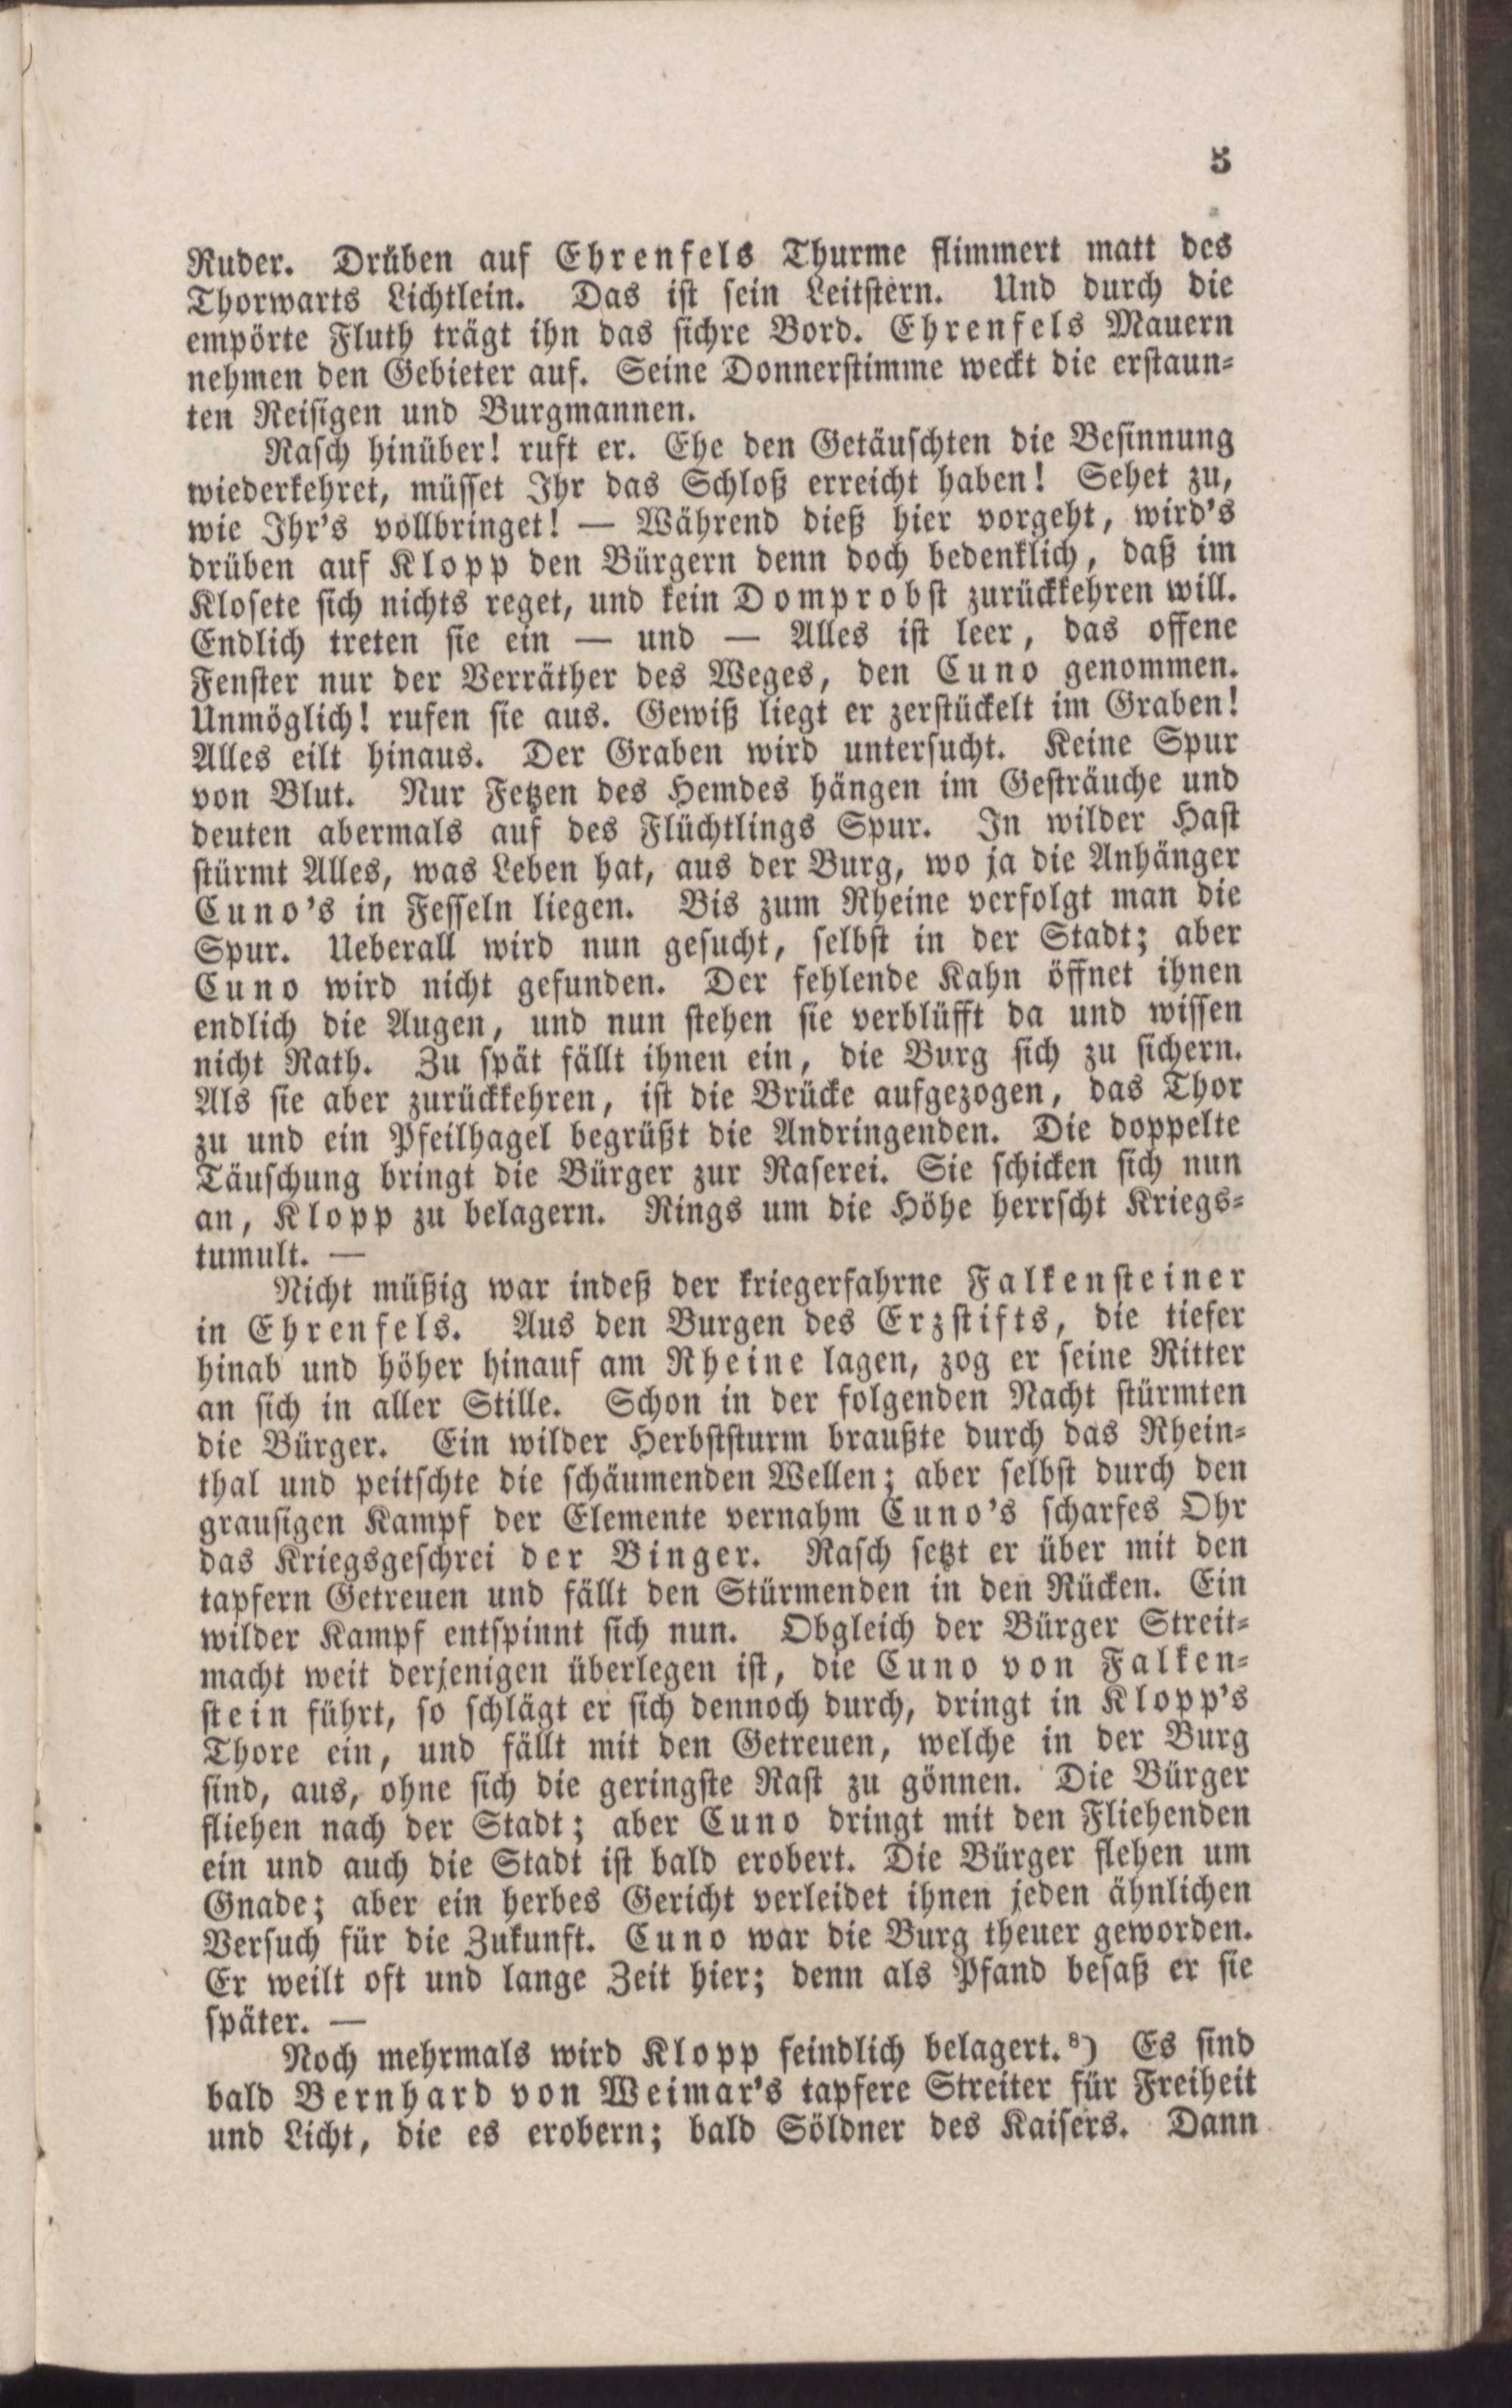 5
Ruder. Drüben auf Ehrenfels Thurme flimmert matt des
Thorwarts Lichtlein. Das ist sein Leitstern. Und durch die
empörte Fluth trägt ihn das sichre Bord. Ehrenfels Mauern
nehmen den Gebieter auf. Seine Donnerstimme weckt die erstaun-
ten Reisigen und Burgmannen.
Rasch hinüber! ruft er. Ehe den Getäuschten die Besinnung
wiederkehret, müsset Ihr das Schloß erreicht haben! Sehet zu,
wie Ihr's vollbringet! — Während dieß hier vorgeht, wird's
drüben auf Klopp den Bürgern denn doch bedenklich, daß im
Klosete sich nichts reget, und kein Domprobst zurückkehren will.
Endlich treten sie ein — und — Alles ist leer, das offene
Fenster nur der Verräther des Weges, den Cuno genommen.
Unmöglich! rufen sie aus. Gewiß liegt er zerstückelt im Graben!
Alles eilt hinaus. Der Graben wird untersucht. Keine Spur
von Blut. Nur Fetzen des Hemdes hängen im Gesträuche und
deuten abermals auf des Flüchtlings Spur. In wilder Hast
stürmt Alles, was Leben hat, aus der Burg, wo ja die Anhänger
Cuno's in Fesseln liegen. Bis zum Rheine verfolgt man die
Spur. Ueberall wird nun gesucht, selbst in der Stadt; aber
Cuno wird nicht gefunden. Der fehlende Kahn öffnet ihnen
endlich die Augen, und nun stehen sie verblüfft da und wissen
nicht Rath. Zu spät fällt ihnen ein, die Burg sich zu sichern.
Als sie aber zurückkehren, ist die Brücke aufgezogen, das Thor
zu und ein Pfeilhagel begrüßt die Andringenden. Die doppelte
Täuschung bringt die Bürger zur Raserei. Sie schicken sich nun
an, Klopp zu belagern. Rings um die Höhe herrscht Kriegs-
tumult. —
Nicht müßig war indeß der kriegerfahrne Falkensteiner
in Ehrenfels. Aus den Burgen des Erzstifts, die tiefer
hinab und höher hinauf am Rheine lagen, zog er seine Ritter
an sich in aller Stille. Schon in der folgenden Nacht stürmten
die Bürger. Ein wilder Herbststurm braußte durch das Rhein-
thal und peitschte die schäumenden Wellen; aber selbst durch den
grausigen Kampf der Elemente vernahm Cuno's scharfes Ohr
das Kriegsgeschrei der Binger. Rasch setzt er über mit den
tapfern Getreuen und fällt den Stürmenden in den Rücken. Ein
wilder Kampf entspinnt sich nun. Obgleich der Bürger Streit-
macht weit derjenigen überlegen ist, die Cuno von Falken-
stein führt, so schlägt er sich dennoch durch, dringt in Klopp's
Thore ein, und fällt mit den Getreuen, welche in der Burg
sind, aus, ohne sich die geringste Rast zu gönnen. Die Bürger
fliehen nach der Stadt; aber Cuno dringt mit den Fliehenden
ein und auch die Stadt ist bald erobert. Die Bürger flehen um
Gnade; aber ein herbes Gericht verleidet ihnen jeden ähnlichen
Versuch für die Zukunft. Cuno war die Burg theuer geworden.
Er weilt oft und lange Zeit hier; denn als Pfand besaß er sie
später. —
Noch mehrmals wird Klopp feindlich belagert.⁸) Es sind
bald Bernhard von Weimar's tapfere Streiter für Freiheit
und Licht, die es erobern; bald Söldner des Kaisers. Dann